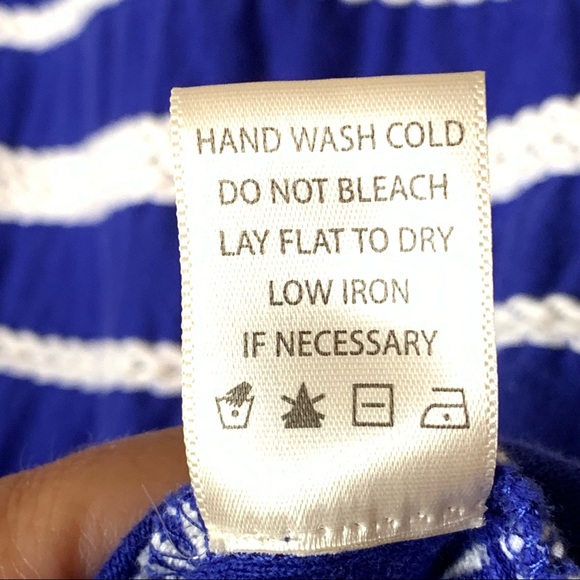 HAND WASH COLD
DO NOT BLEACH
LAY FLAT TO DRY
LOW IRON
IF NECESSARY